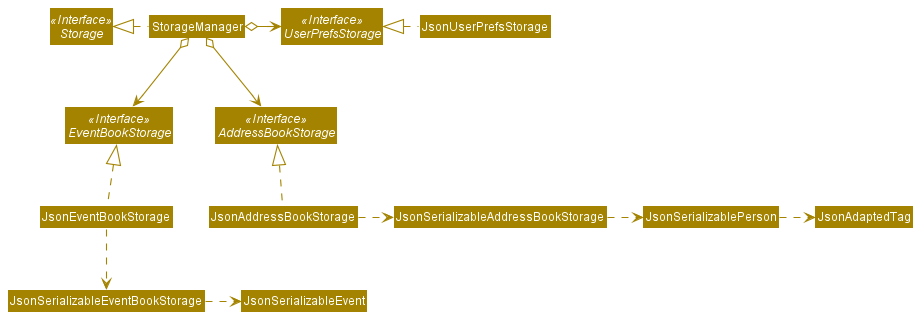 «Interface»
Storage
StorageManager
«Interface»
UserPrefsStorage
JsonUserPrefsStorage
«Interface»
EventBookStorage
«Interface»
AddressBookStorage
JsonEventBookStorage
JsonAddressBookStorage
JsonSerializableAddressBookStorage
JsonSerializablePerson
JsonAdaptedTag
JsonSerializableEventBookStorage
JsonSerializableEvent